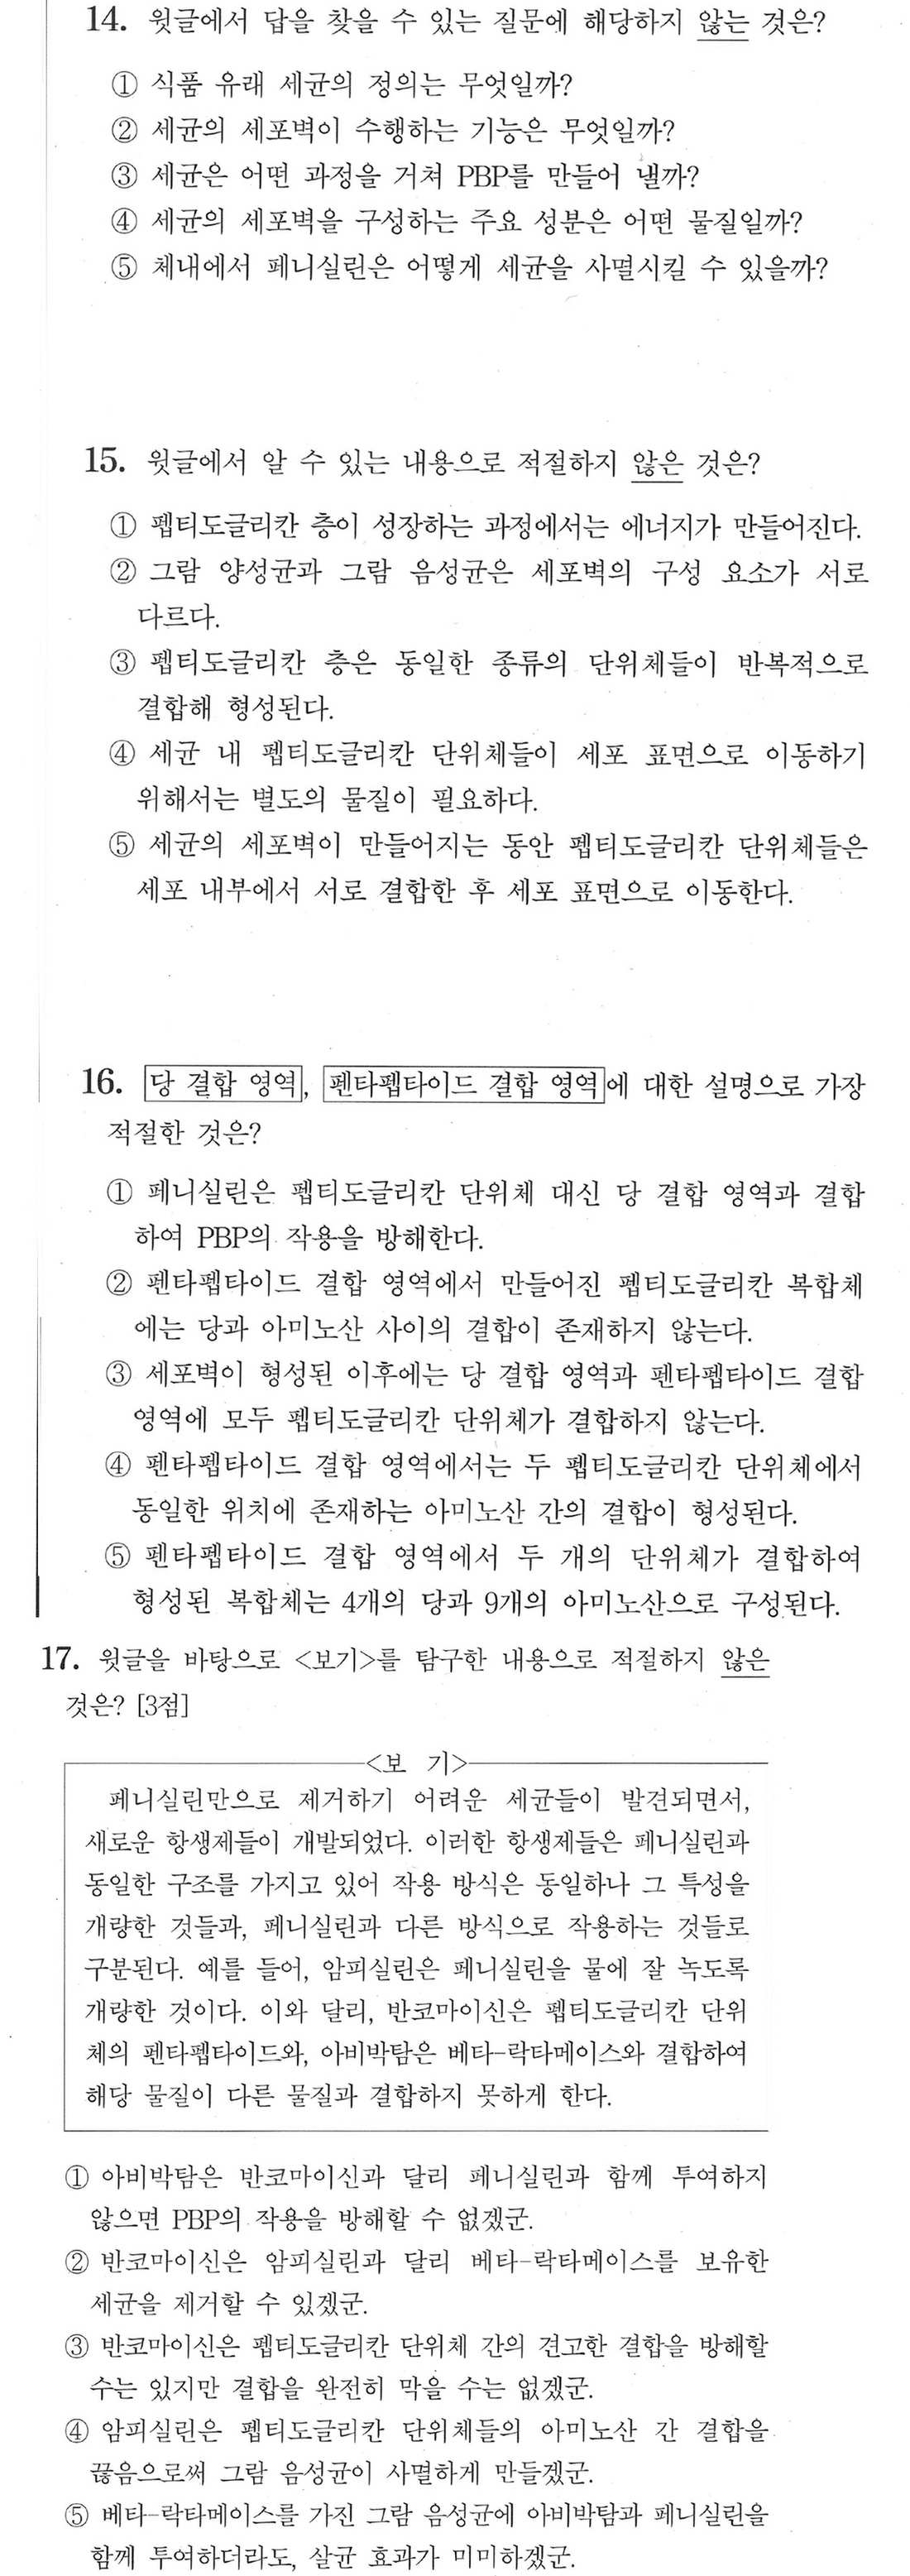 14. 윗글에서 답을 찾을 수 있는 질문에 해당하지 않는 것은?
① 식품 유래 세균의 정의는 무엇일까?
② 세균의 세포벽이 수행하는 기능은 무엇일까?
③ 세균은 어떤 과정을 거쳐 PBP를 만들어 낼까?
④ 세균의 세포벽을 구성하는 주요 성분은 어떤 물질일까?
⑤ 체내에서 페니실린은 어떻게 세균을 사멸시킬 수 있을까?
15. 윗글에서 알 수 있는 내용으로 적절하지 않은 것은?
① 펩티도글리칸 층이 성장하는 과정에서는 에너지가 만들어진다.
② 그람 양성균과 그람 음성균은 세포벽의 구성 요소가 서로
다르다.
③ 펩티도글리칸 층은 동일한 종류의 단위체들이 반복적으로
결합해 형성된다.
④ 세균 내 펩티도글리칸 단위체들이 세포 표면으로 이동하기
위해서는 별도의 물질이 필요하다.
⑤ 세균의 세포벽이 만들어지는 동안 펩티도글리칸 단위체들은
세포 내부에서 서로 결합한 후 세포 표면으로 이동한다.
16. 당 결합 영역, 펜타펩타이드 결합 영역에 대한 설명으로 가장
적절한 것은?
① 페니실린은 펩티도글리칸 단위체 대신 당 결합 영역과 결합
하여 PBP의 작용을 방해한다.
② 펜타펩타이드 결합 영역에서 만들어진 펩티도글리칸 복합체
에는 당과 아미노산 사이의 결합이 존재하지 않는다.
③ 세포벽이 형성된 이후에는 당 결합 영역과 펜타펩타이드 결합
영역에 모두 펩티도글리칸 단위체가 결합하지 않는다.
④ 펜타펩타이드 결합 영역에서는 두 펩티도글리칸 단위체에서
동일한 위치에 존재하는 아미노산 간의 결합이 형성된다.
⑤ 펜타펩타이드 결합 영역에서 두 개의 단위체가 결합하여
형성된 복합체는 4개의 당과 9개의 아미노산으로 구성된다.
17. 윗글을 바탕으로 <보기>를 탐구한 내용으로 적절하지 않은
것은? [3점]
<보 기>
페니실린만으로 제거하기 어려운 세균들이 발견되면서,
새로운 항생제들이 개발되었다. 이러한 항생제들은 페니실린과
동일한 구조를 가지고 있어 작용 방식은 동일하나 그 특성을
개량한 것들과, 페니실린과 다른 방식으로 작용하는 것들로
구분된다. 예를 들어, 암피실린은 페니실린을 물에 잘 녹도록
개량한 것이다. 이와 달리, 반코마이신은 펩티도글리칸 단위
체의 펜타펩타이드와, 아비박탐은 베타-락타메이스와 결합하여
해당 물질이 다른 물질과 결합하지 못하게 한다.
① 아비박탐은 반코마이신과 달리 페니실린과 함께 투여하지
않으면 PBP의 작용을 방해할 수 없겠군.
② 반코마이신은 암피실린과 달리 베타-락타메이스를 보유한
세균을 제거할 수 있겠군.
③ 반코마이신은 펩티도글리칸 단위체 간의 견고한 결합을 방해할
수는 있지만 결합을 완전히 막을 수는 없겠군.
④ 암피실린은 펩티도글리칸 단위체들의 아미노산 간 결합을
끊음으로써 그람 음성균이 사멸하게 만들겠군.
⑤ 베타-락타메이스를 가진 그람 음성균에 아비박탐과 페니실린을
함께 투여하더라도, 살균 효과가 미미하겠군.